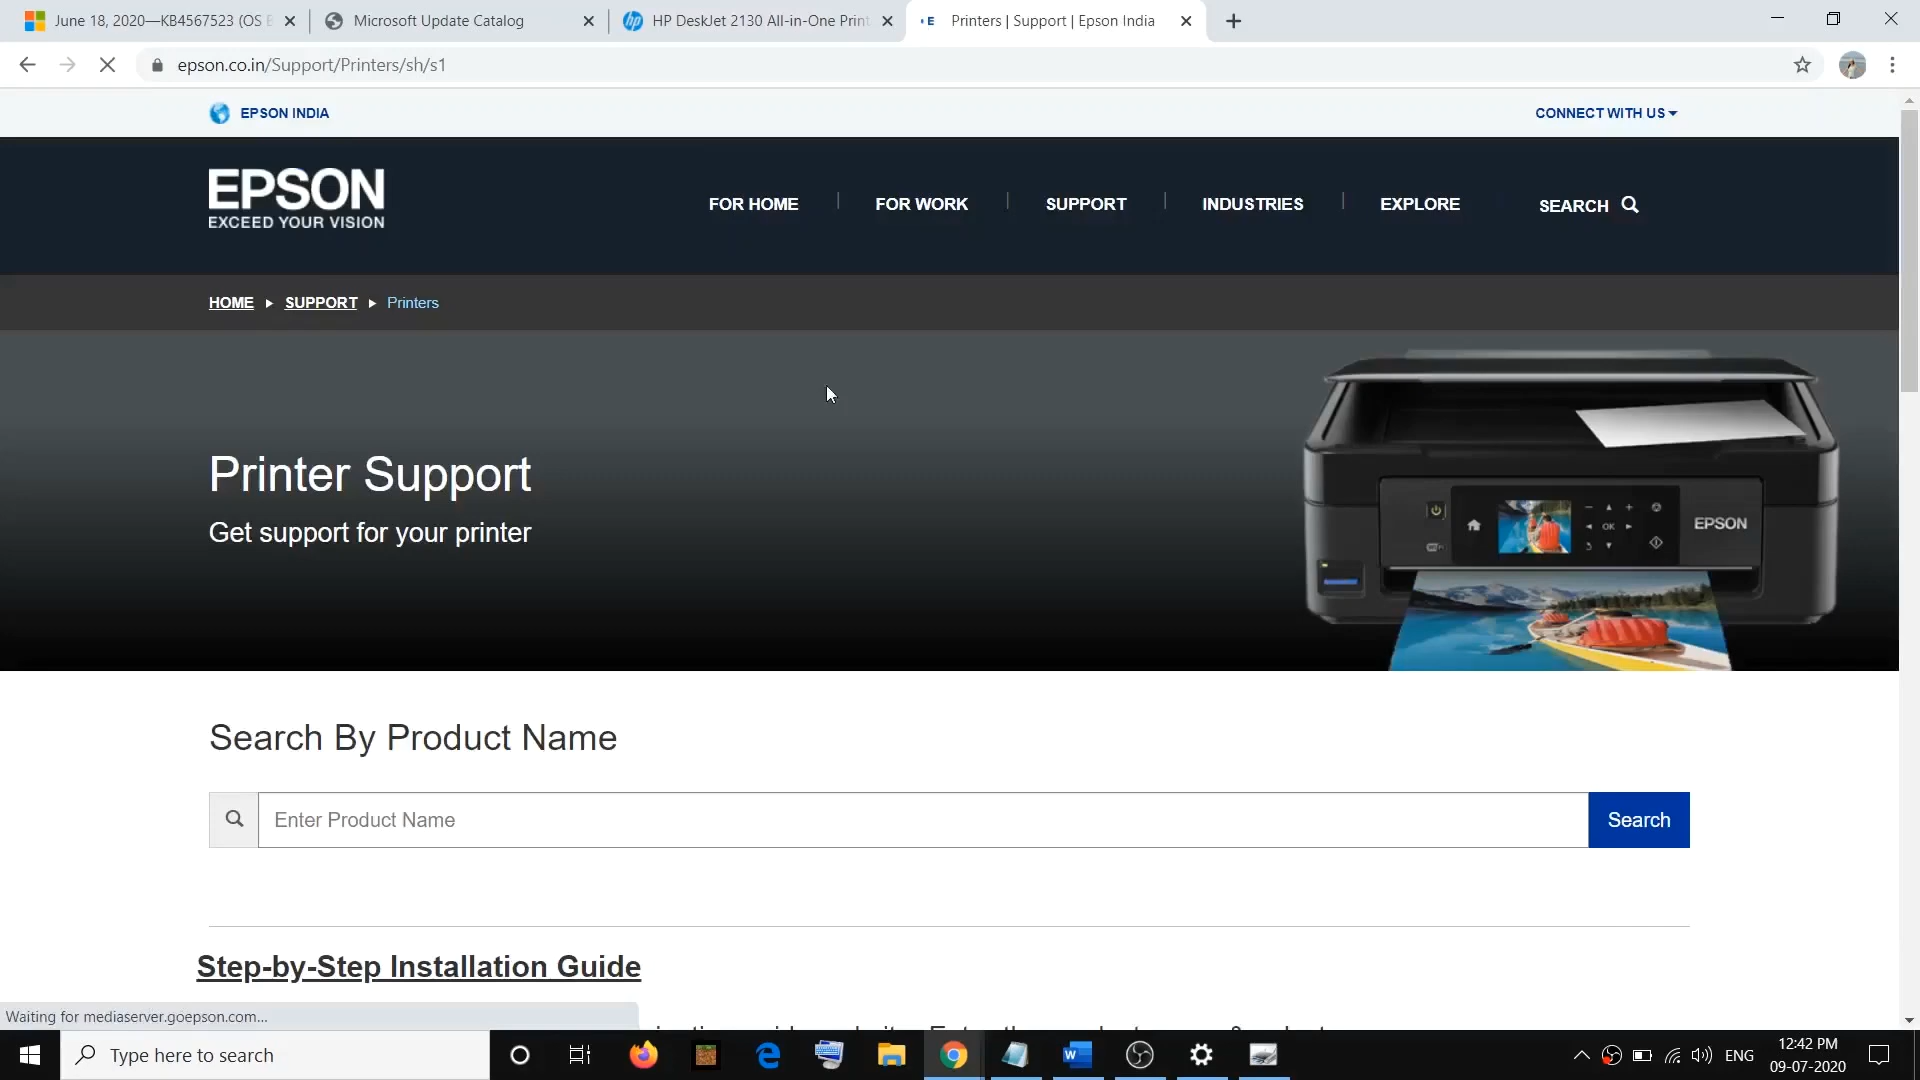 June 18, 2020—KB4567523 (OS
Microsoft Update Catalog
hp
HP DeskJet 2130 All-in-One Print
E
Printers | Support | Epson India
epson.co.in/Support/Printers/sh/s1
EPSON INDIA
CONNECT WITH US
EPSON
EXCEED YOUR VISION
FOR HOME
FOR WORK
SUPPORT
INDUSTRIES
EXPLORE
SEARCH
HOME
SUPPORT
Printers
Printer Support
Get support for your printer
OK
EPSON
Search By Product Name
Enter Product Name
Search
Step-by-Step Installation Guide
Waiting for mediaserver.goepson.com...
Type here to search
W
ENG
12:42 PM
09-07-2020